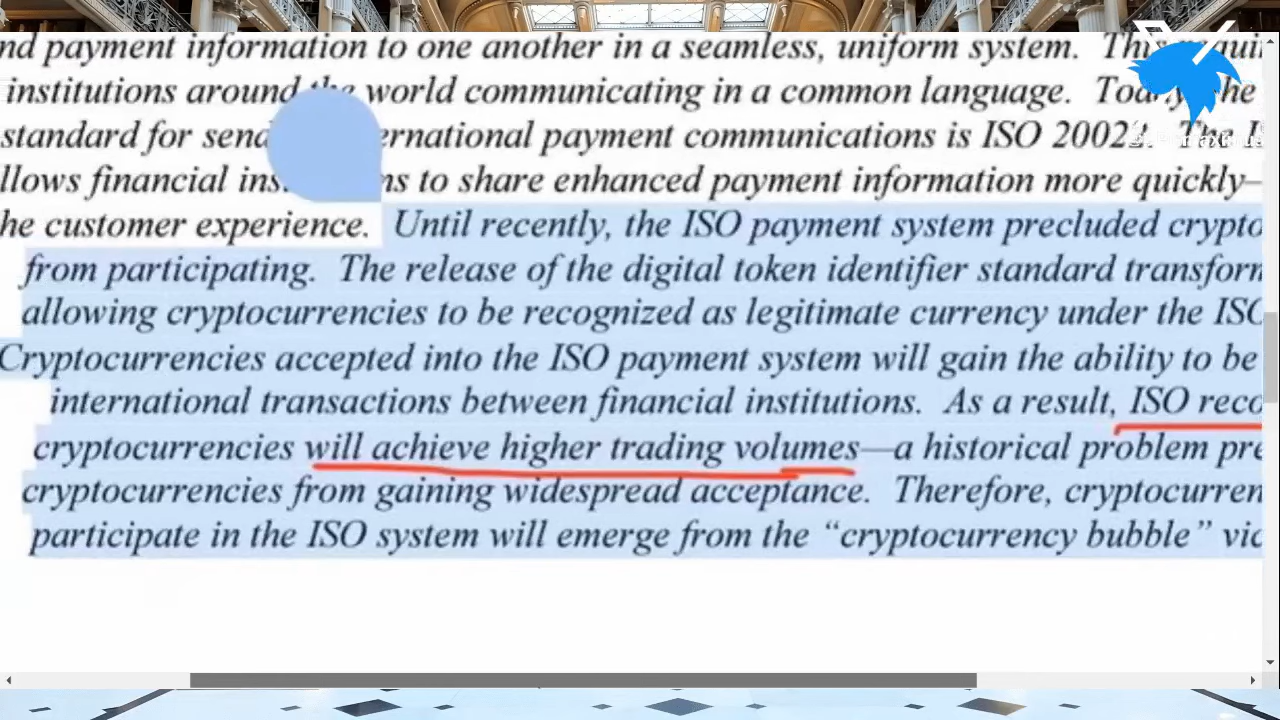 nd payment information to one another in a seamless, uniform system. This
institutions around the world communicating in a common language. Today, the
standard for send ernational payment communications is ISO 20022. The I
llows financial ins ns to share enhanced payment information more quickly—
he customer experience. Until recently, the ISO payment system precluded crypto
from participating. The release of the digital token identifier standard transform
allowing cryptocurrencies to be recognized as legitimate currency under the ISO
Cryptocurrencies accepted into the ISO payment system will gain the ability to be
international transactions between financial institutions. As a result, ISO reco
cryptocurrencies will achieve higher trading volumes—a historical problem pre
cryptocurrencies from gaining widespread acceptance. Therefore, cryptocurren
participate in the ISO system will emerge from the “cryptocurrency bubble” vic